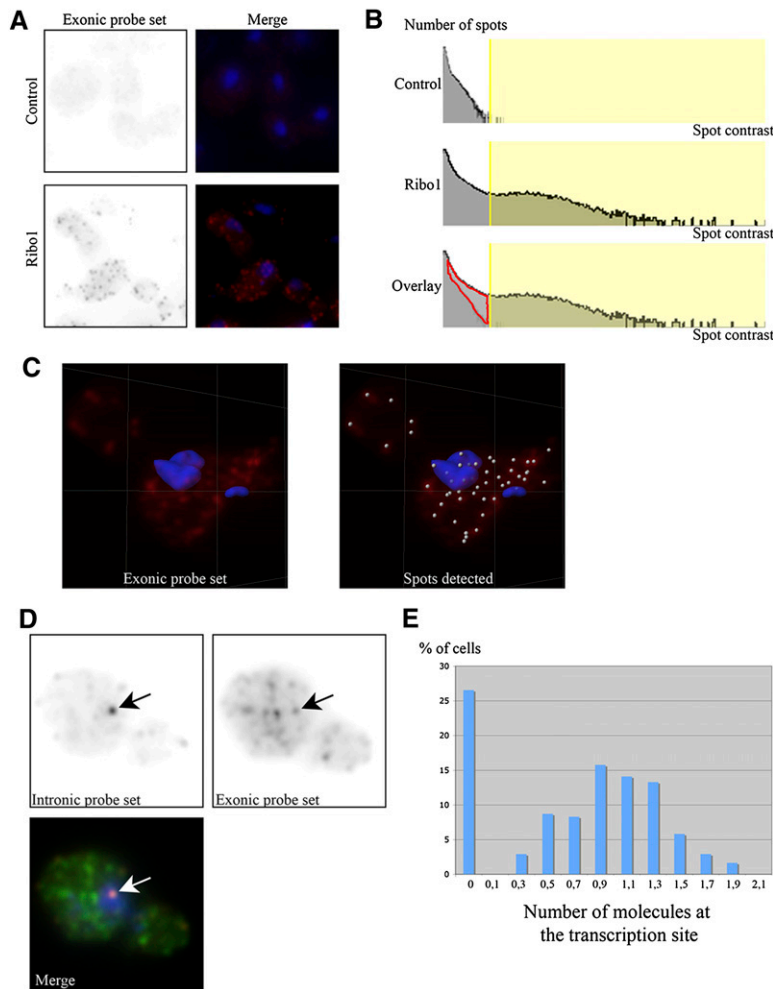 A
Exonic probe set
Merge
Control
Ribo1
B
Number of spots
Control
Spot contrast
Ribo1
Spot contrast
Overlay
Spot contrast
C
Exonic probe set
Spots detected
D
Intronic probe set
Exonic probe set
Merge
E
% of cells
30
25
20
15
10
5
0
0 0,1 0,3 0,5 0,7 0,9 1,1 1,3 1,5 1,7 1,9 2,1
Number of molecules at
the transcription site